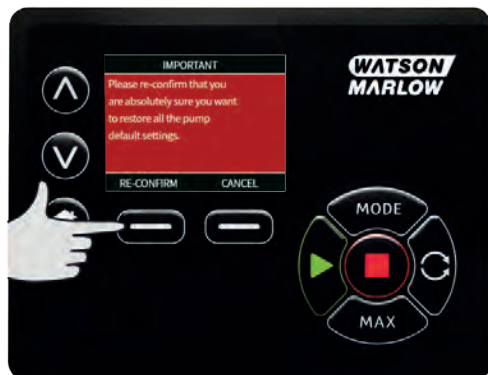 IMPORTANT
Please re-confirm that you
are absolutely sure you want
to restore all the pump
default settings.
RE-CONFIRM CANCEL
WATSON
MARLOW
MODE
MAX